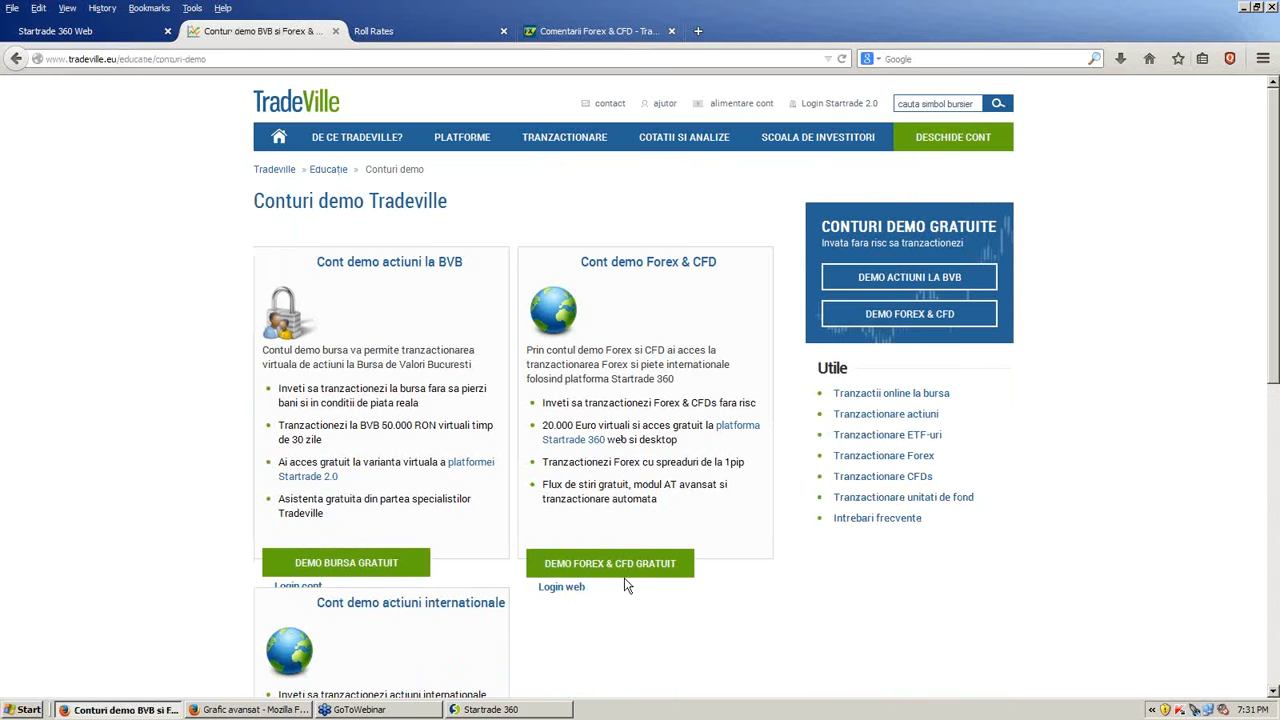 File Edit View History Bookmarks Tools Help
Startrade 360 Web
Conturi demo BVB si Forex & ...
Roll Rates
Comentarii Forex & CFD - Tra...
www.tradeville.eu/educatie/conturi-demo
Google
TradeVille
contact
ajutor
alimentare cont
Login Startrade 2.0
cauta simbol bursier
DE CE TRADEVILLE?
PLATFORME
TRANZACTIONARE
COTATII SI ANALIZE
SCOALA DE INVESTITORI
DESCHIDE CONT
Tradeville » Educație » Conturi demo
Conturi demo Tradeville
Cont demo actiuni la BVB
Contul demo bursa va permite tranzactionarea
virtuala de actiuni la Bursa de Valori Bucuresti
Inveti sa tranzactionezi la bursa fara sa pierzi
bani si in conditii de piata reala
Tranzactionezi la BVB 50.000 RON virtuali timp
de 30 zile
Ai acces gratuit la varianta virtuala a platformei
Startrade 2.0
Asistenta gratuita din partea specialistilor
Tradeville
DEMO BURSA GRATUIT
Login cont
Cont demo Forex & CFD
Prin contul demo Forex si CFD ai acces la
tranzactionarea Forex si piete internationale
folosind platforma Startrade 360
Inveti sa tranzactionezi Forex & CFDs fara risc
20.000 Euro virtuali si acces gratuit la platforma
Startrade 360 web si desktop
Tranzactionezi Forex cu spreaduri de la 1pip
Flux de stiri gratuit, modul AT avansat si
tranzactionare automata
DEMO FOREX & CFD GRATUIT
Login web
Cont demo actiuni internationale
Inveti sa tranzactionezi actiuni internationale
CONTURI DEMO GRATUITE
Invata fara risc sa tranzactionezi
DEMO ACTIUNI LA BVB
DEMO FOREX & CFD
Utile
Tranzactii online la bursa
Tranzactionare actiuni
Tranzactionare ETF-uri
Tranzactionare Forex
Tranzactionare CFDs
Tranzactionare unitati de fond
Intrebari frecvente
Start
Conturi demo BVB si F...
Grafic avansat - Mozilla F...
GoToWebinar
Startrade 360
7:31 PM